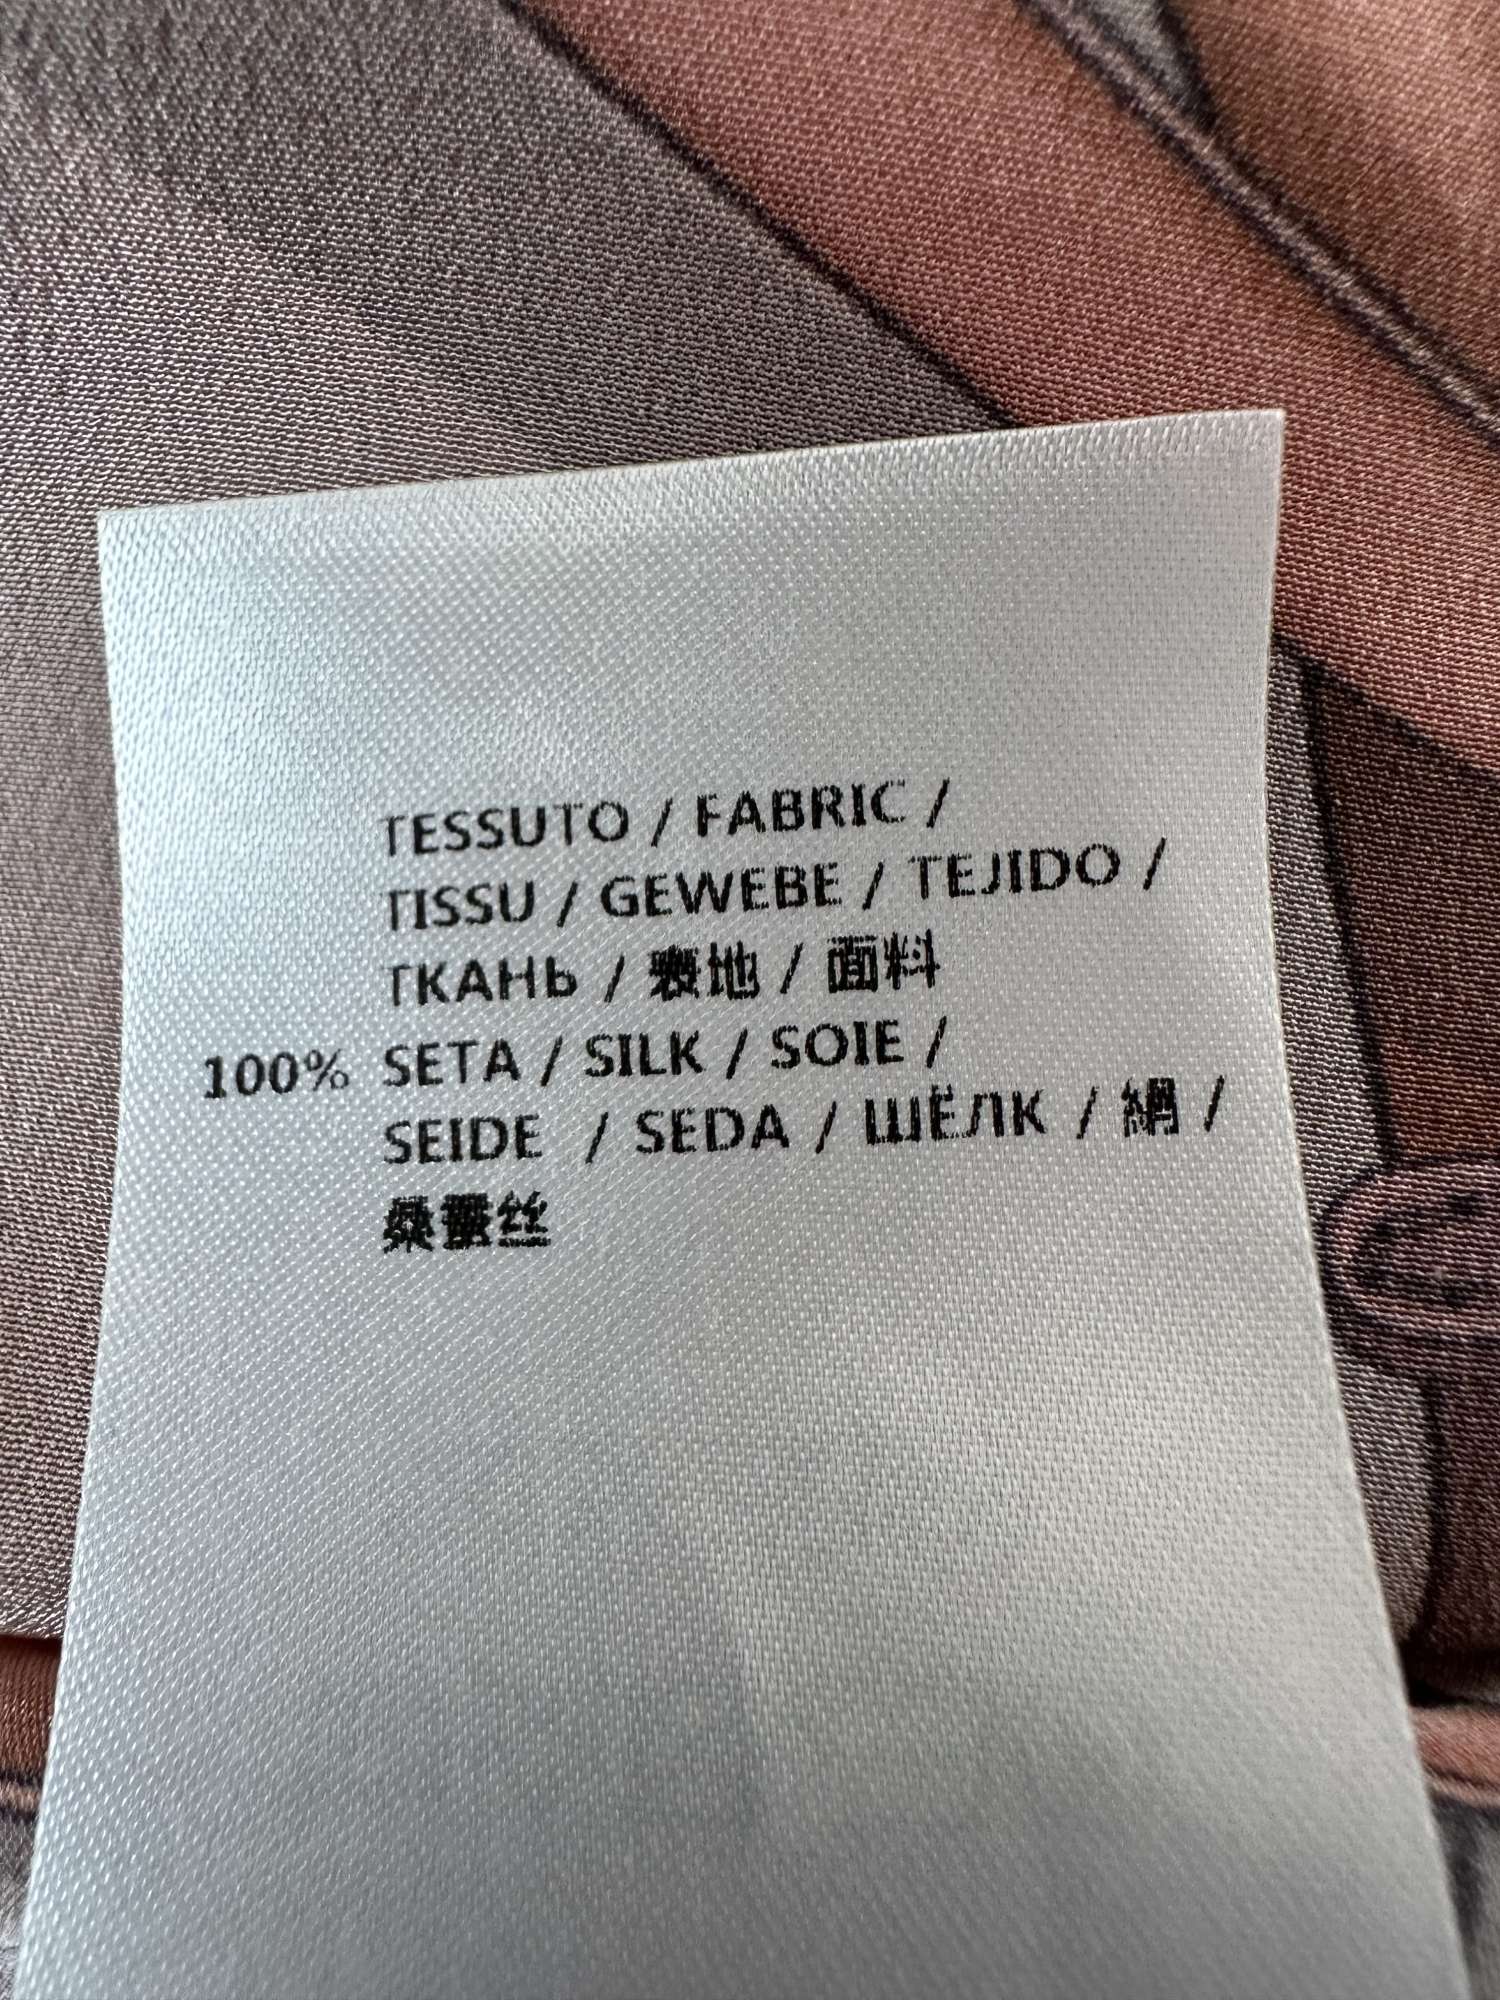 TESSUTO / FABRIC /
TISSU / GEWEBE / TEJIDO /
ТКАНЬ / 表地 / 面料
100% SETA / SILK / SOIE /
SEIDE / SEDA / ШЁЛК / 絹 /
桑蚕丝